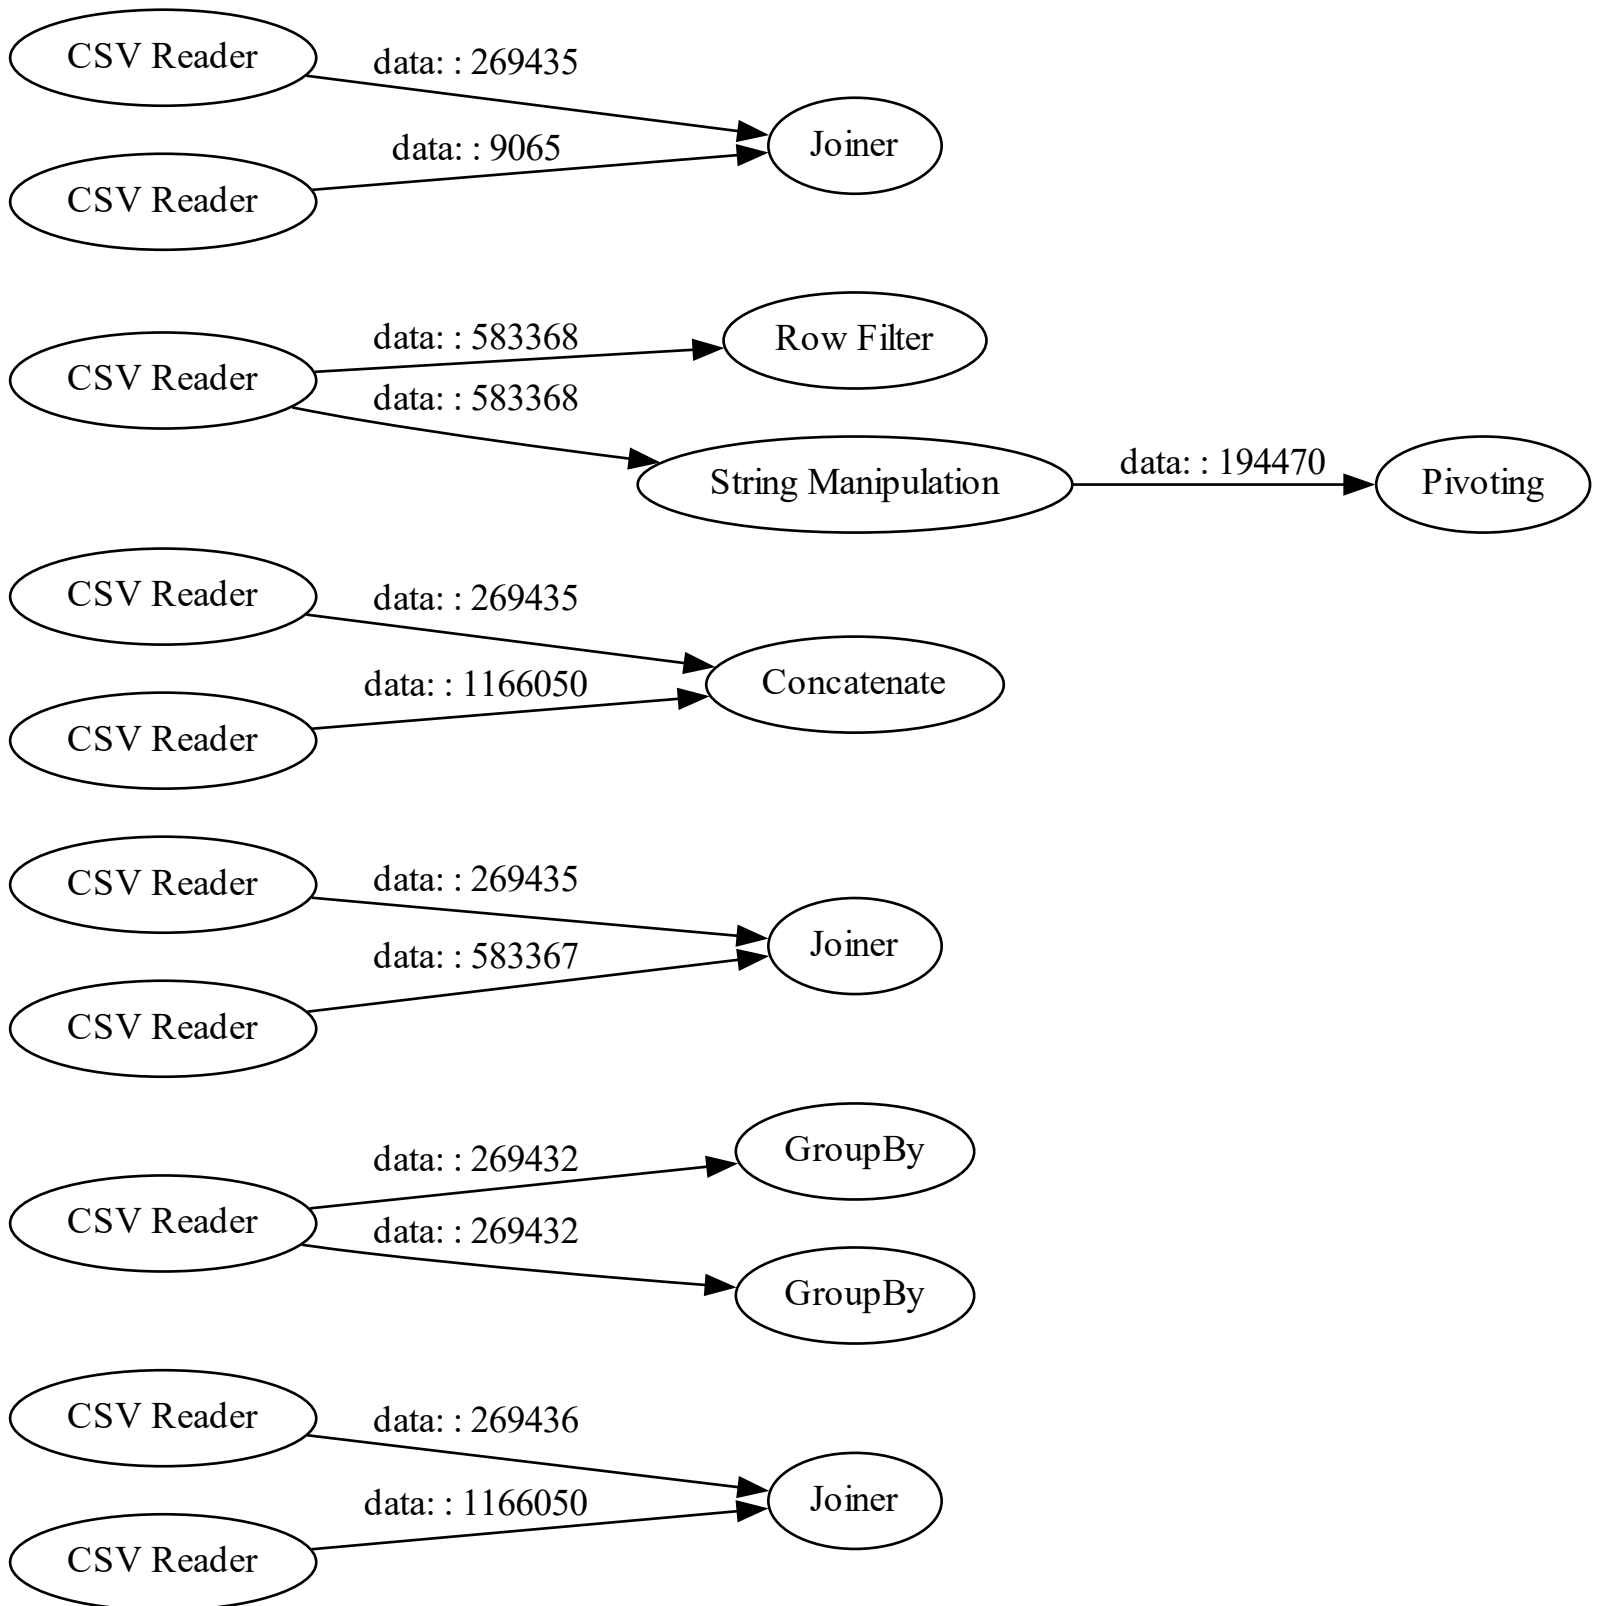 CSV Reader
data: : 269435
Joiner
data: : 9065
CSV Reader
CSV Reader
data: : 583368
Row Filter
data: : 583368
String Manipulation
data: : 194470
Pivoting
CSV Reader
data: : 269435
Concatenate
data: : 1166050
CSV Reader
CSV Reader
data: : 269435
Joiner
data: : 583367
CSV Reader
CSV Reader
data: : 269432
GroupBy
data: : 269432
GroupBy
CSV Reader
data: : 269436
Joiner
data: : 1166050
CSV Reader